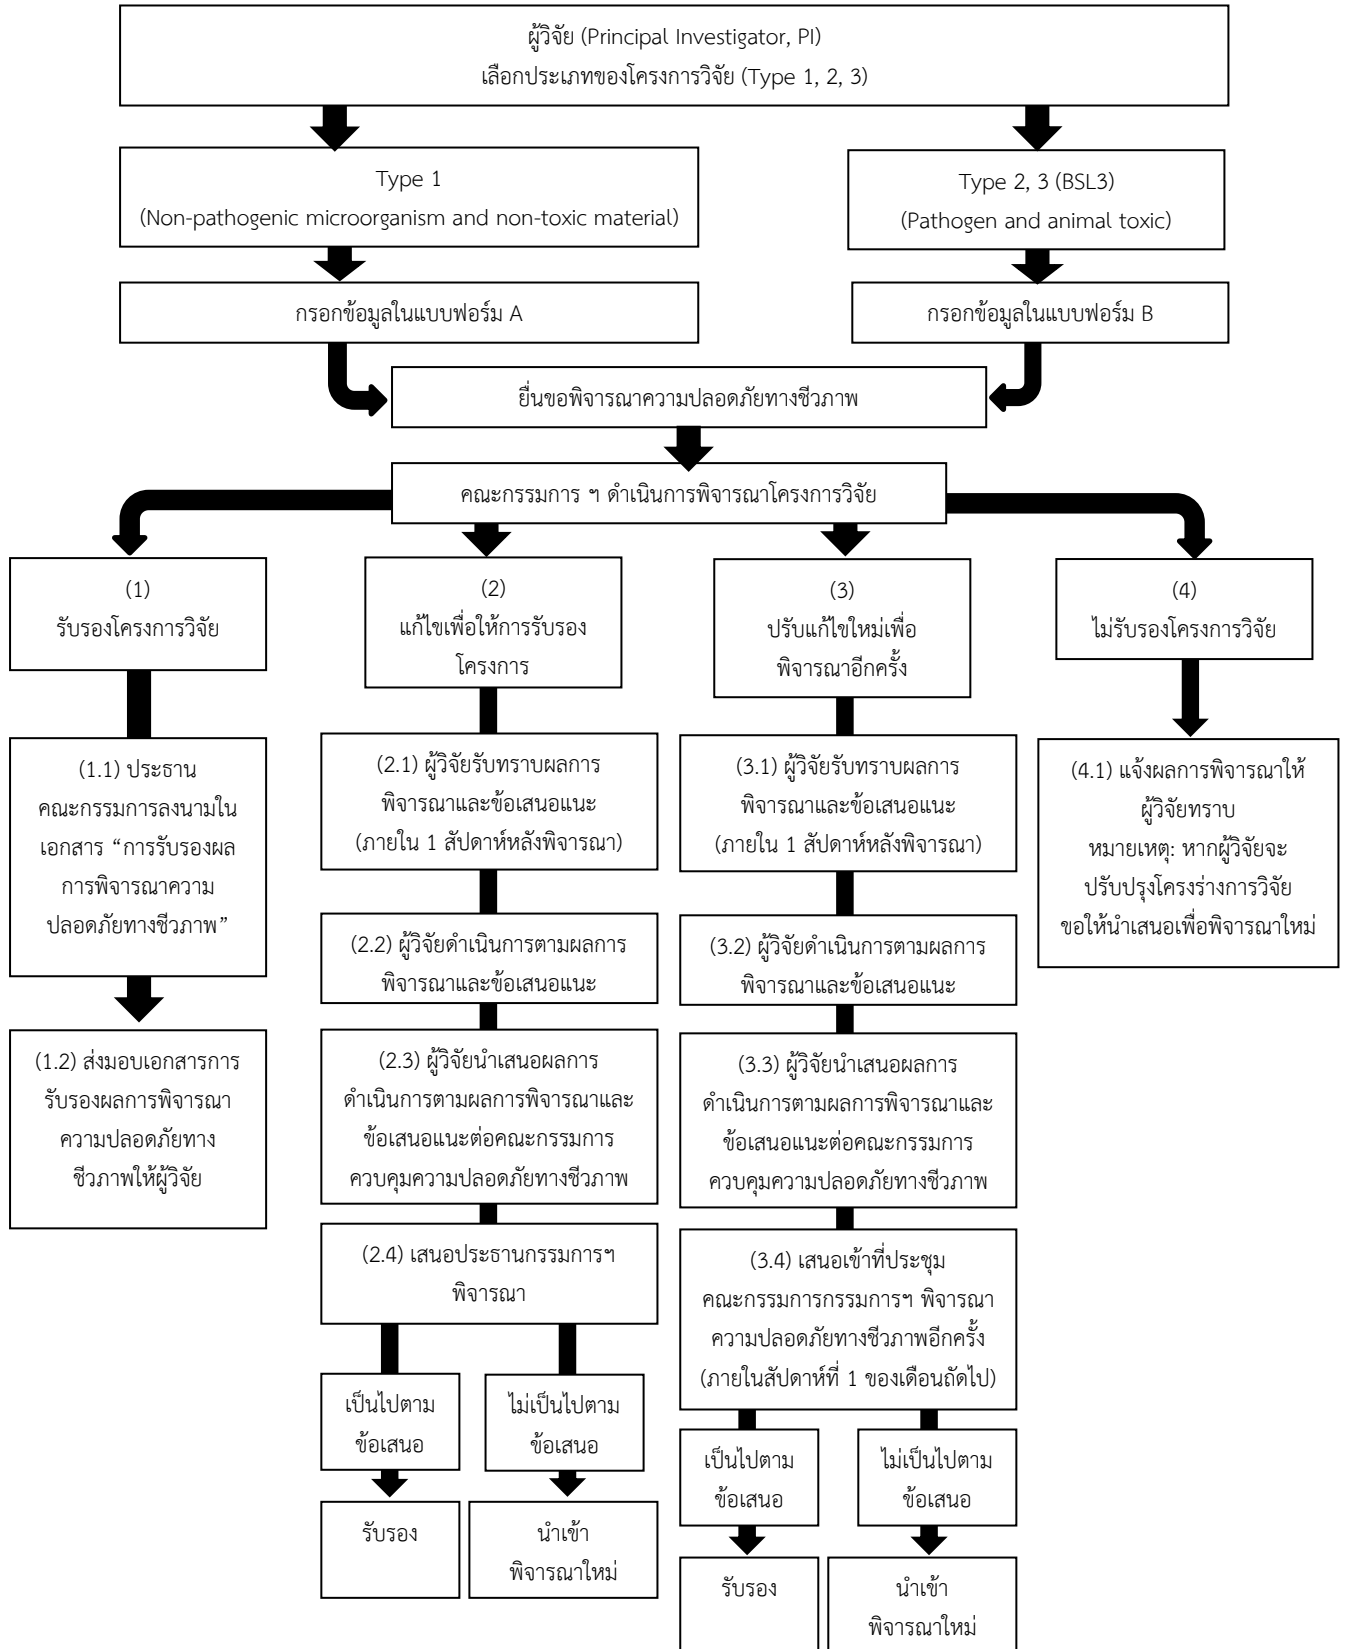 ผู้วิจัย (Principal Investigator, PI)
เลือกประเภทของโครงการวิจัย (Type 1, 2, 3)
Type 1
(Non-pathogenic microorganism and non-toxic material)
Type 2, 3 (BSL3)
(Pathogen and animal toxic)
กรอกข้อมูลในแบบฟอร์ม A
กรอกข้อมูลในแบบฟอร์ม B
ยื่นขอพิจารณาความปลอดภัยทางชีวภาพ
คณะกรรมการ ฯ ดำเนินการพิจารณาโครงการวิจัย
(1)
รับรองโครงการวิจัย
(2)
แก้ไขเพื่อให้การรับรอง
โครงการ
(3)
ปรับแก้ไขใหม่เพื่อ
พิจารณาอีกครั้ง
(4)
ไม่รับรองโครงการวิจัย
(1.1) ประธาน
คณะกรรมการลงนามใน
เอกสาร “การรับรองผล
การพิจารณาความ
ปลอดภัยทางชีวภาพ”
(2.1) ผู้วิจัยรับทราบผลการ
พิจารณาและข้อเสนอแนะ
(ภายใน 1 สัปดาห์หลังพิจารณา)
(3.1) ผู้วิจัยรับทราบผลการ
พิจารณาและข้อเสนอแนะ
(ภายใน 1 สัปดาห์หลังพิจารณา)
(4.1) แจ้งผลการพิจารณาให้
ผู้วิจัยทราบ
หมายเหตุ: หากผู้วิจัยจะ
ปรับปรุงโครงร่างการวิจัย
ขอให้นำเสนอเพื่อพิจารณาใหม่
(2.2) ผู้วิจัยดำเนินการตามผลการ
พิจารณาและข้อเสนอแนะ
(3.2) ผู้วิจัยดำเนินการตามผลการ
พิจารณาและข้อเสนอแนะ
(1.2) ส่งมอบเอกสารการ
รับรองผลการพิจารณา
ความปลอดภัยทาง
ชีวภาพให้ผู้วิจัย
(2.3) ผู้วิจัยนำเสนอผลการ
ดำเนินการตามผลการพิจารณาและ
ข้อเสนอแนะต่อคณะกรรมการ
ควบคุมความปลอดภัยทางชีวภาพ
(3.3) ผู้วิจัยนำเสนอผลการ
ดำเนินการตามผลการพิจารณาและ
ข้อเสนอแนะต่อคณะกรรมการ
ควบคุมความปลอดภัยทางชีวภาพ
(2.4) เสนอประธานกรรมการฯ
พิจารณา
(3.4) เสนอเข้าที่ประชุม
คณะกรรมการกรรมการฯ พิจารณา
ความปลอดภัยทางชีวภาพอีกครั้ง
(ภายในสัปดาห์ที่ 1 ของเดือนถัดไป)
เป็นไปตาม
ข้อเสนอ
ไม่เป็นไปตาม
ข้อเสนอ
เป็นไปตาม
ข้อเสนอ
ไม่เป็นไปตาม
ข้อเสนอ
รับรอง
นำเข้า
พิจารณาใหม่
รับรอง
นำเข้า
พิจารณาใหม่